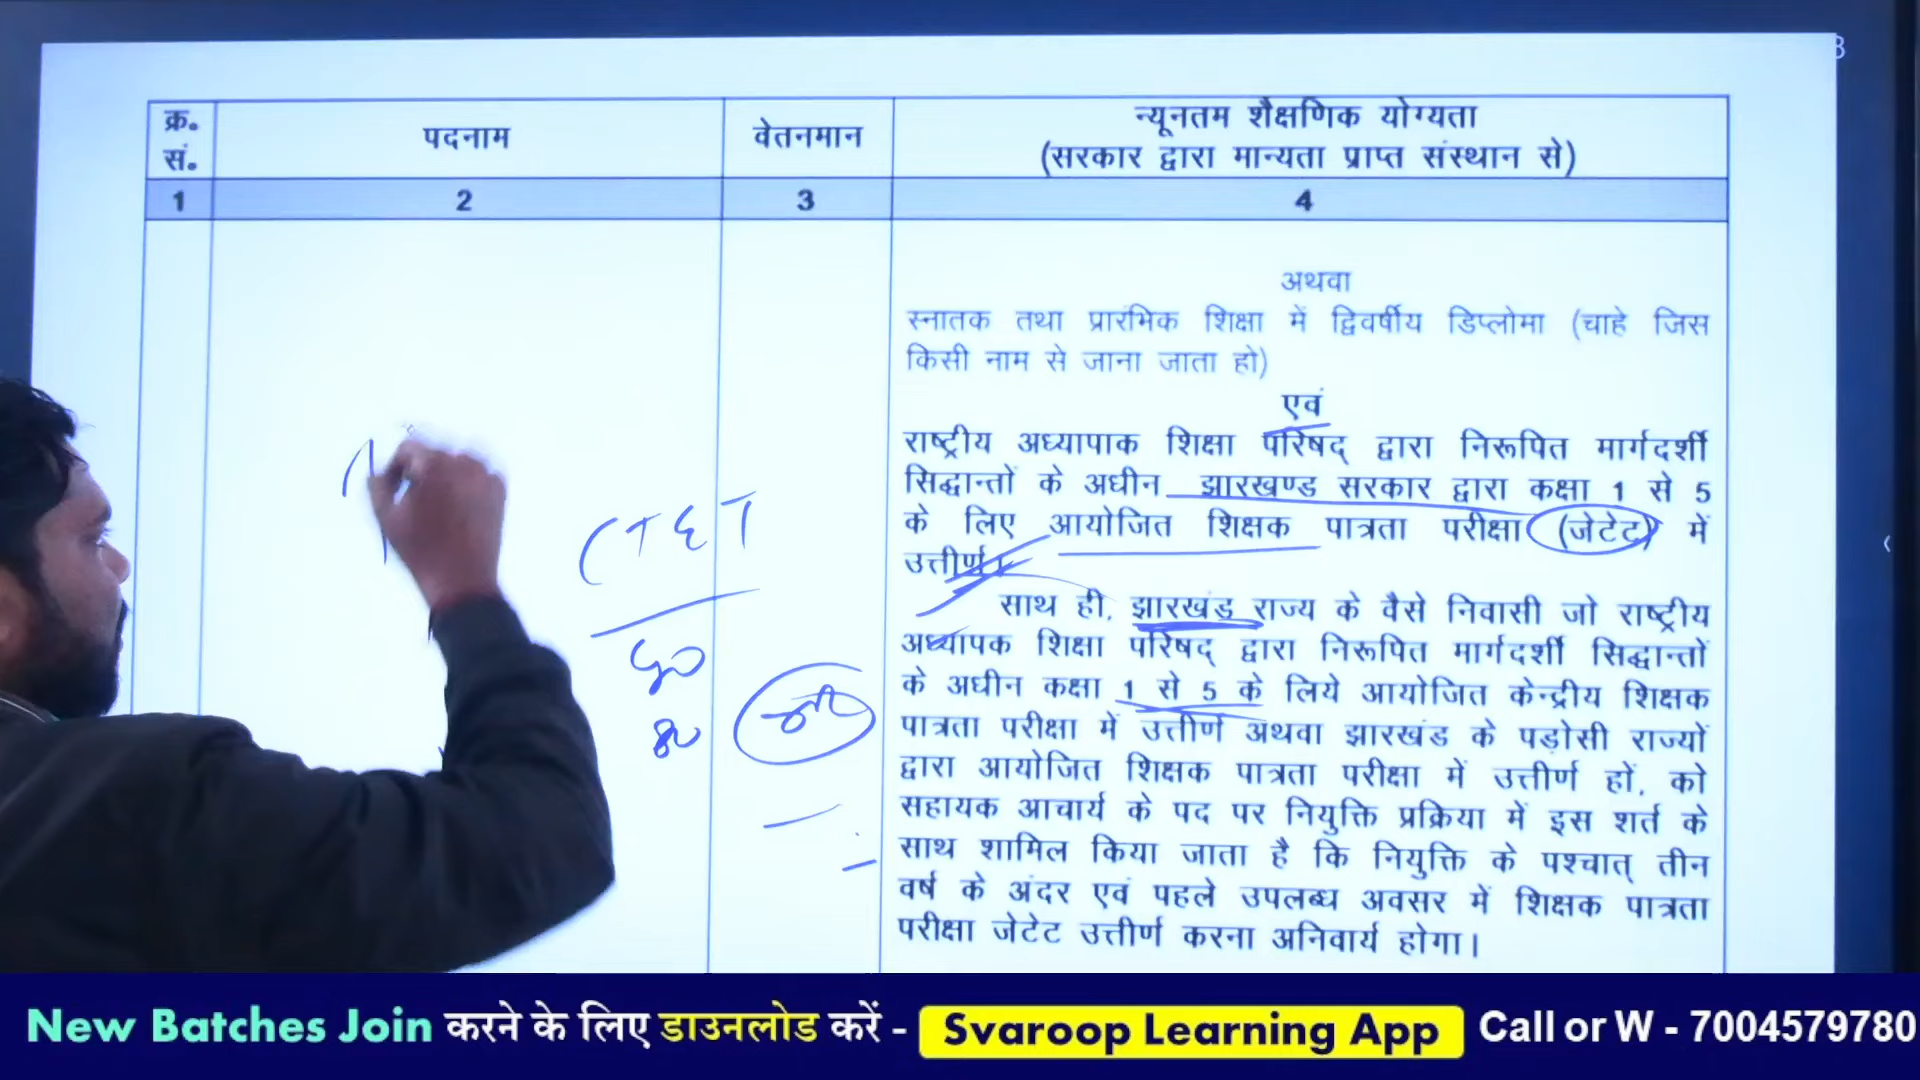 3
क्र. सं.
पदनाम
वेतनमान
न्यूनतम शैक्षणिक योग्यता
(सरकार द्वारा मान्यता प्राप्त संस्थान से)
1 2 3 4
अथवा
स्नातक तथा प्रारंभिक शिक्षा में द्विवर्षीय डिप्लोमा (चाहे जिस
किसी नाम से जाना जाता हो)
एवं
राष्ट्रीय अध्यापाक शिक्षा परिषद् द्वारा निरूपित मार्गदर्शी
सिद्धान्तों के अधीन झारखण्ड सरकार द्वारा कक्षा 1 से 5
के लिए आयोजित शिक्षक पात्रता परीक्षा (जेटेट) में
उत्तीर्ण।
साथ ही, झारखंड राज्य के वैसे निवासी जो राष्ट्रीय
अध्यापक शिक्षा परिषद् द्वारा निरूपित मार्गदर्शी सिद्धान्तों
के अधीन कक्षा 1 से 5 के लिये आयोजित केन्द्रीय शिक्षक
पात्रता परीक्षा में उत्तीर्ण अथवा झारखंड के पड़ोसी राज्यों
द्वारा आयोजित शिक्षक पात्रता परीक्षा में उत्तीर्ण हों, को
सहायक आचार्य के पद पर नियुक्ति प्रक्रिया में इस शर्त के
साथ शामिल किया जाता है कि नियुक्ति के पश्चात् तीन
वर्ष के अंदर एवं पहले उपलब्ध अवसर में शिक्षक पात्रता
परीक्षा जेटेट उत्तीर्ण करना अनिवार्य होगा।
CTET
New Batches Join करने के लिए डाउनलोड करें - Svaroop Learning App Call or W - 7004579780